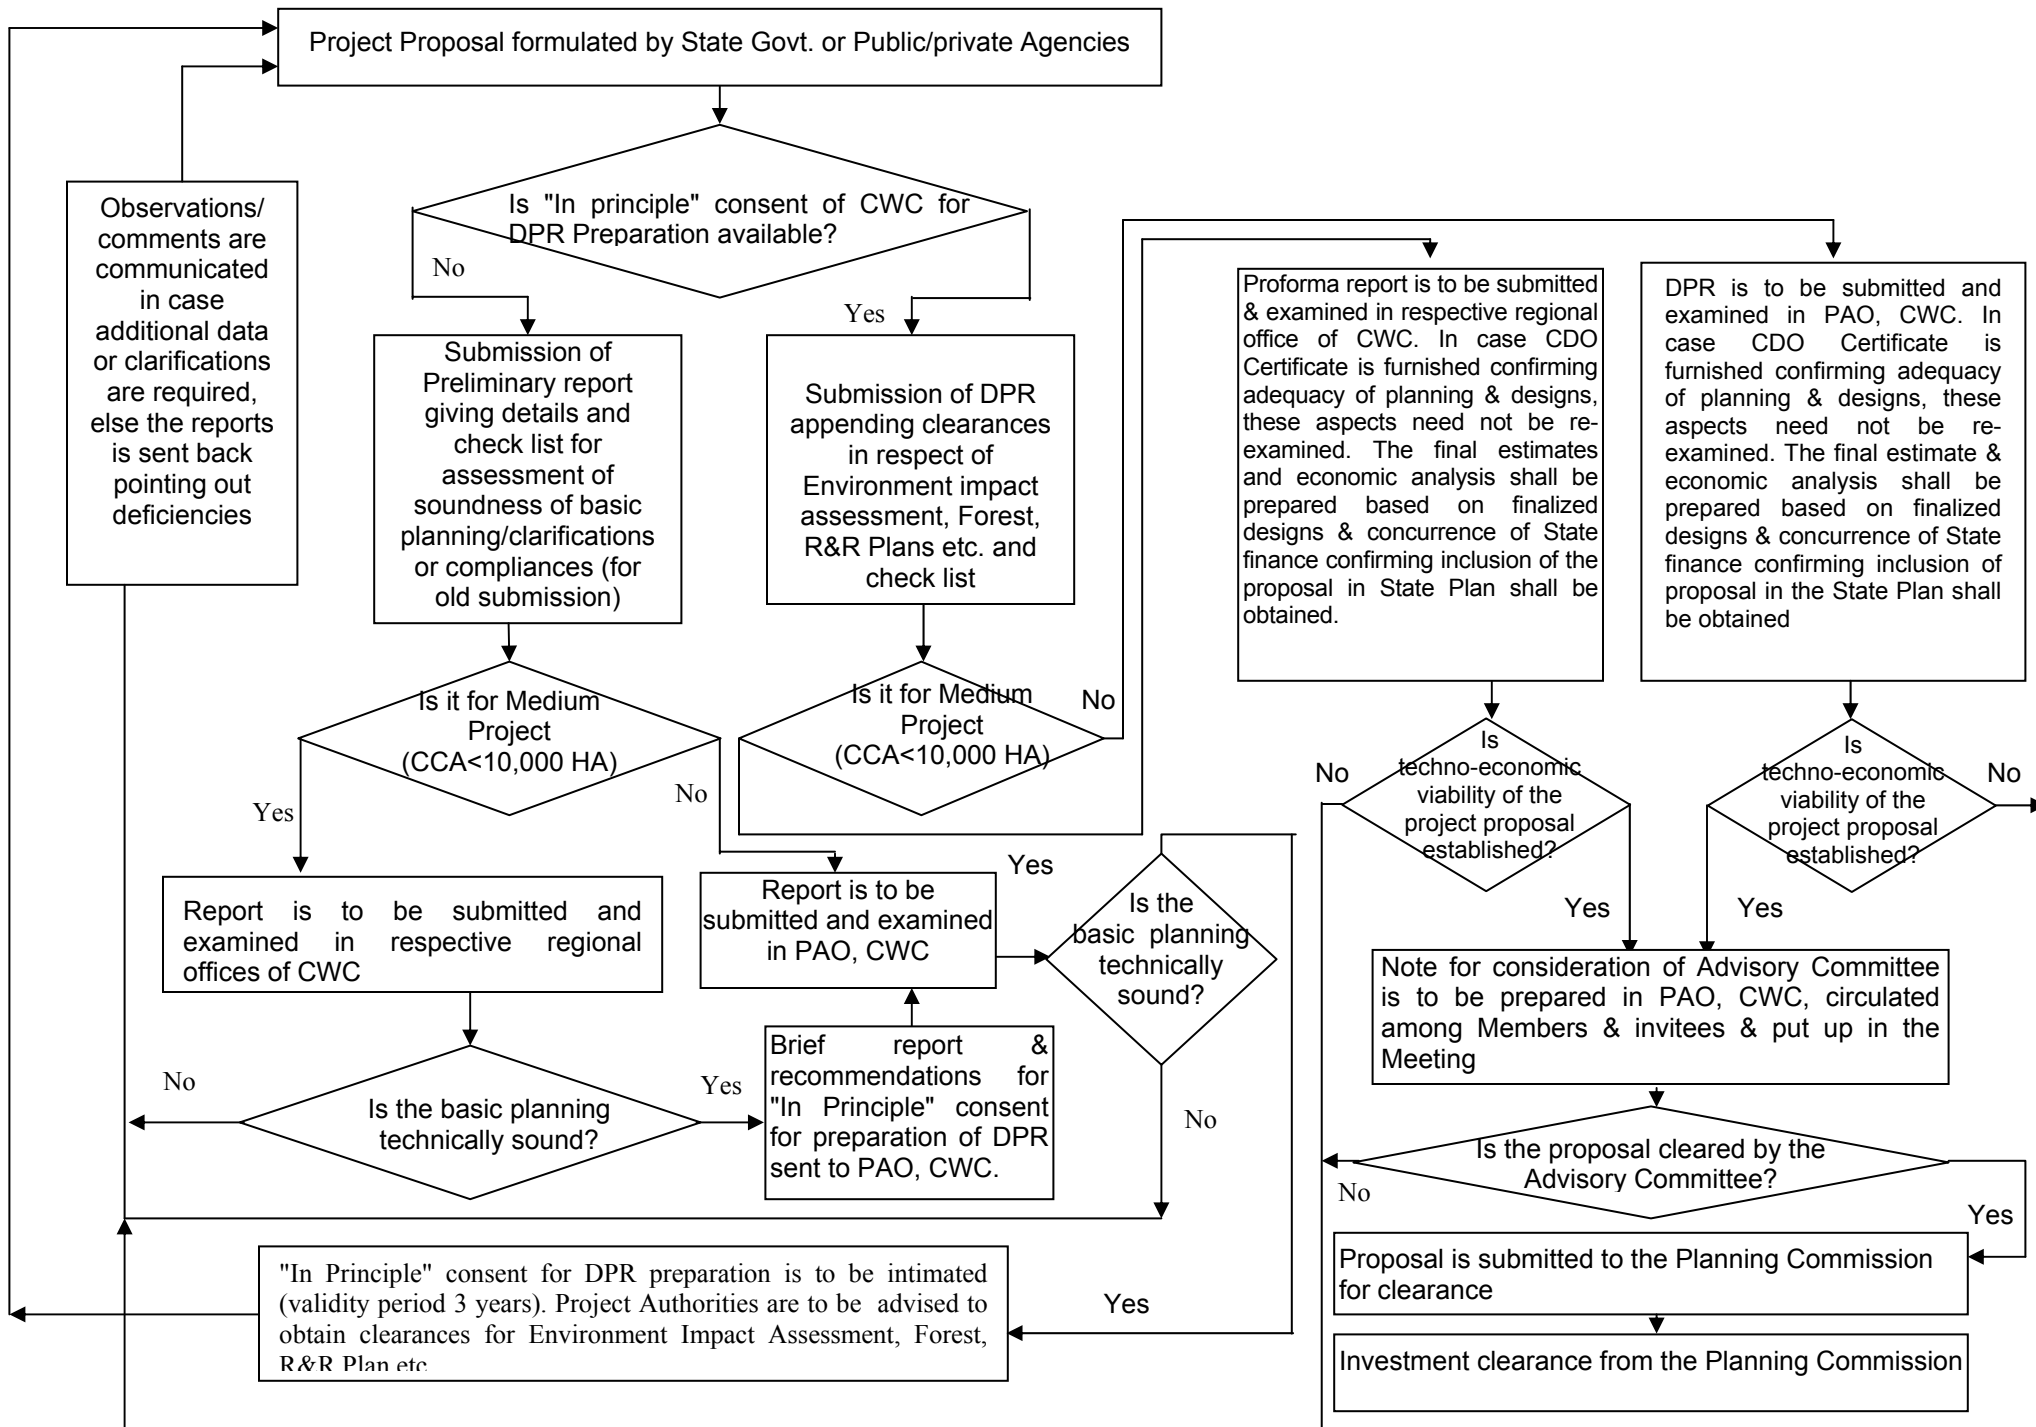 Project Proposal formulated by State Govt. or Public/private Agencies
Is "In principle" consent of CWC for
DPR Preparation available?
No
Yes
Observations/
comments are
communicated
in case
additional data
or clarifications
are required,
else the reports
is sent back
pointing out
deficiencies
Submission of
Preliminary report
giving details and
check list for
assessment of
soundness of basic
planning/clarifications
or compliances (for
old submission)
Submission of DPR
appending clearances
in respect of
Environment impact
assessment, Forest,
R&R Plans etc. and
check list
Proforma report is to be submitted
& examined in respective regional
office of CWC. In case CDO
Certificate is furnished confirming
adequacy of planning & designs,
these aspects need not be re-
examined. The final estimates
and economic analysis shall be
prepared based on finalized
designs & concurrence of State
finance confirming inclusion of the
proposal in State Plan shall be
obtained.
DPR is to be submitted and
examined in PAO, CWC. In
case CDO Certificate is
furnished confirming adequacy
of planning & designs, these
aspects need not be re-
examined. The final estimate &
economic analysis shall be
prepared based on finalized
designs & concurrence of State
finance confirming inclusion of
proposal in the State Plan shall
be obtained
Is it for Medium
Project
(CCA<10,000 HA)
Yes
No
Is it for Medium
Project
(CCA<10,000 HA)
No
Is
techno-economic
viability of the
project proposal
established?
No
Yes
Is
techno-economic
viability of the
project proposal
established?
No
Yes
Report is to be submitted and
examined in respective regional
offices of CWC
Report is to be
submitted and examined
in PAO, CWC
Yes
Is the
basic planning
technically
sound?
No
Note for consideration of Advisory Committee
is to be prepared in PAO, CWC, circulated
among Members & invitees & put up in the
Meeting
No
Is the basic planning
technically sound?
Yes
Brief report &
recommendations for
"In Principle" consent
for preparation of DPR
sent to PAO, CWC.
Is the proposal cleared by the
Advisory Committee?
No
Yes
"In Principle" consent for DPR preparation is to be intimated
(validity period 3 years). Project Authorities are to be advised to
obtain clearances for Environment Impact Assessment, Forest,
R&R Plan etc
Yes
Proposal is submitted to the Planning Commission
for clearance
Investment clearance from the Planning Commission